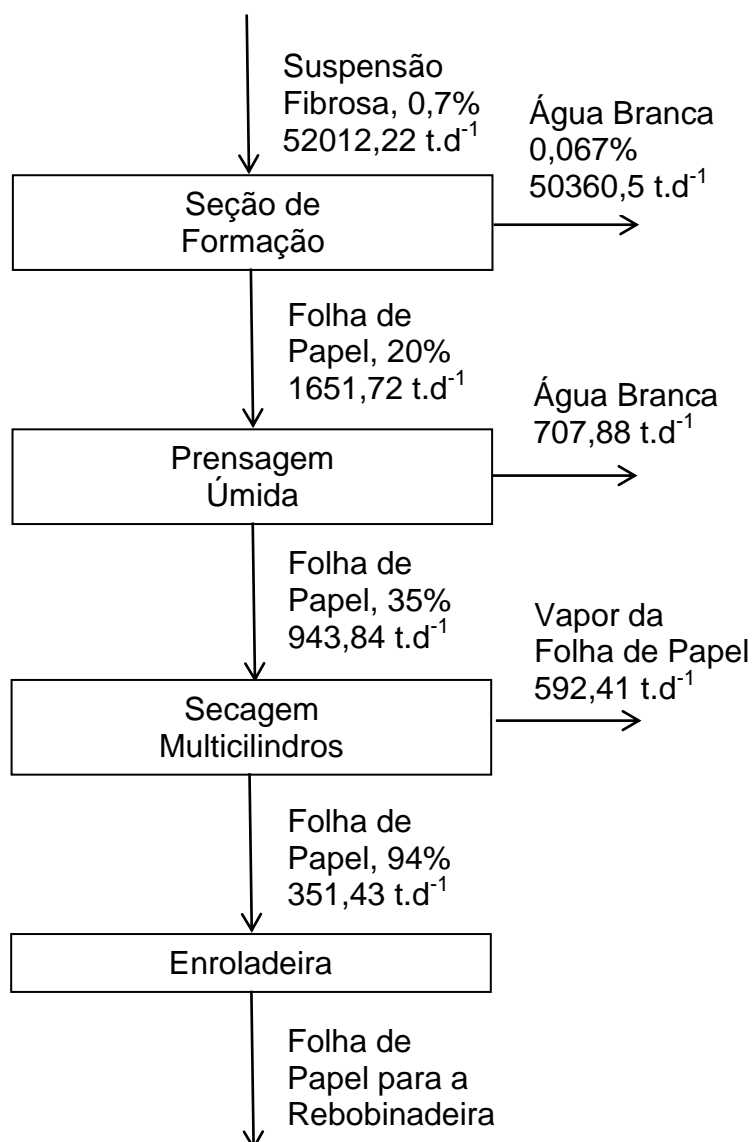 Suspensão
Fibrosa, 0,7%
52012,22 t.d⁻¹
Água Branca
0,067%
50360,5 t.d⁻¹
Seção de
Formação
Folha de
Papel, 20%
1651,72 t.d⁻¹
Água Branca
707,88 t.d⁻¹
Prensagem
Úmida
Folha de
Papel, 35%
943,84 t.d⁻¹
Vapor da
Folha de Papel
592,41 t.d⁻¹
Secagem
Multicilindros
Folha de
Papel, 94%
351,43 t.d⁻¹
Enroladeira
Folha de
Papel para a
Rebobinadeira